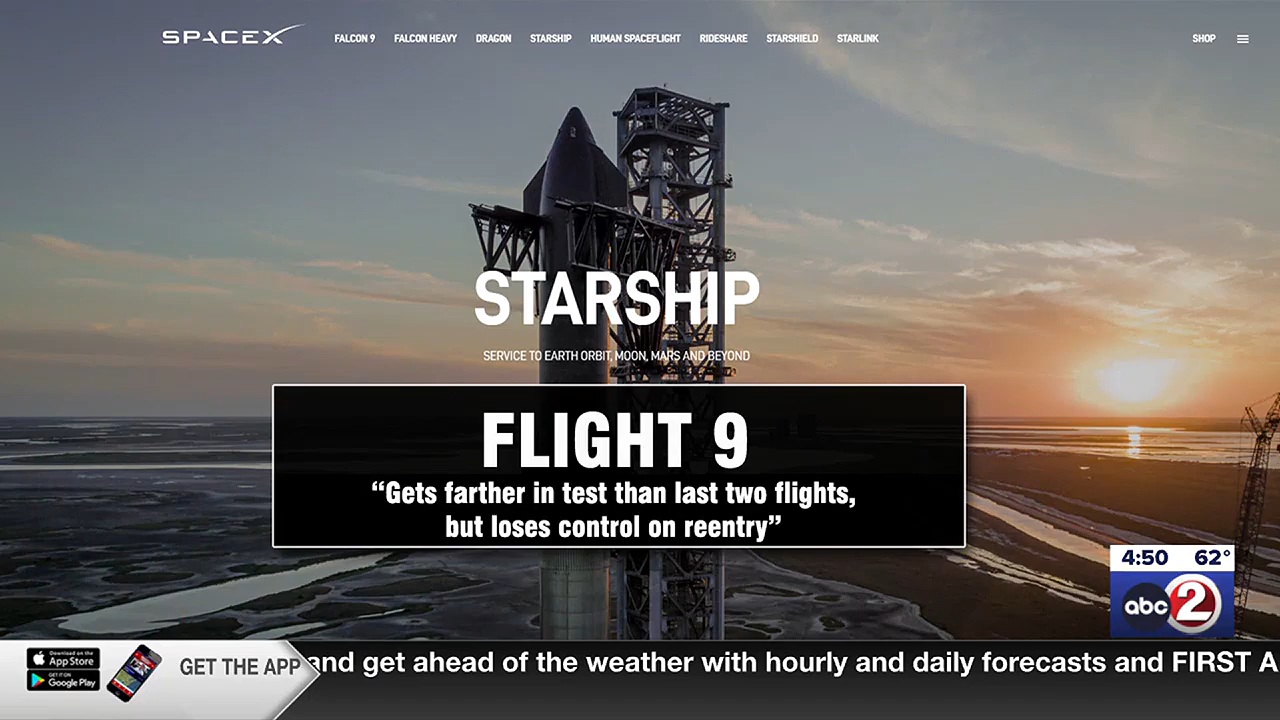 SPACEX
FALCON 9 FALCON HEAVY DRAGON STARSHIP HUMAN SPACEFLIGHT RIDESHARE STARSHIELD STARLINK SHOP
STARSHIP
SERVICE TO EARTH ORBIT, MOON, MARS AND BEYOND
FLIGHT 9
“Gets farther in test than last two flights,
but loses control on reentry”
4:50 62°
abc 2
Download on the
App Store
GET IT ON
Google Play
GET THE APP
and get ahead of the weather with hourly and daily forecasts and FIRST A